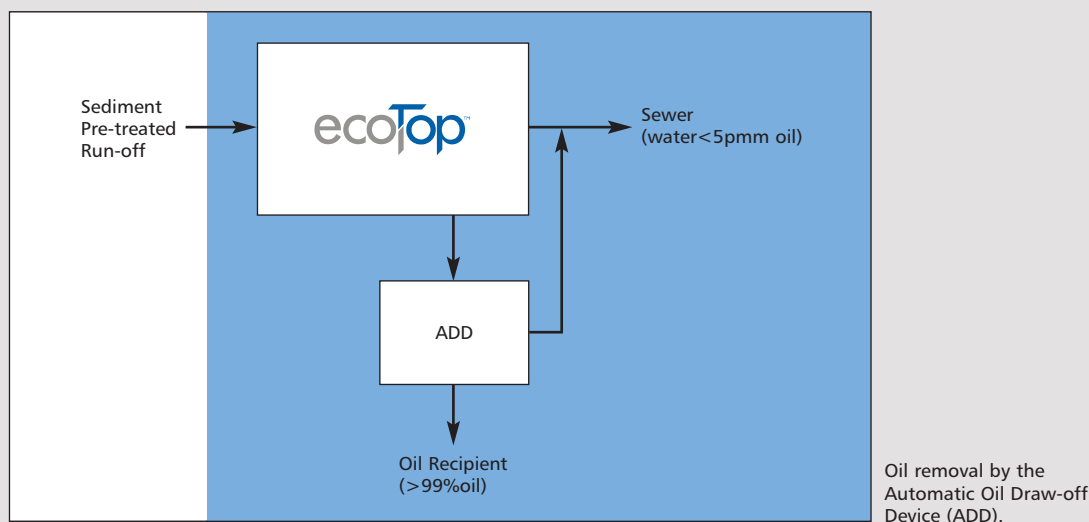 Sediment
Pre-treated
Run-off
ecoTop™
Sewer
(water<5pmm oil)
ADD
Oil Recipient
(>99%oil)
Oil removal by the
Automatic Oil Draw-off
Device (ADD).